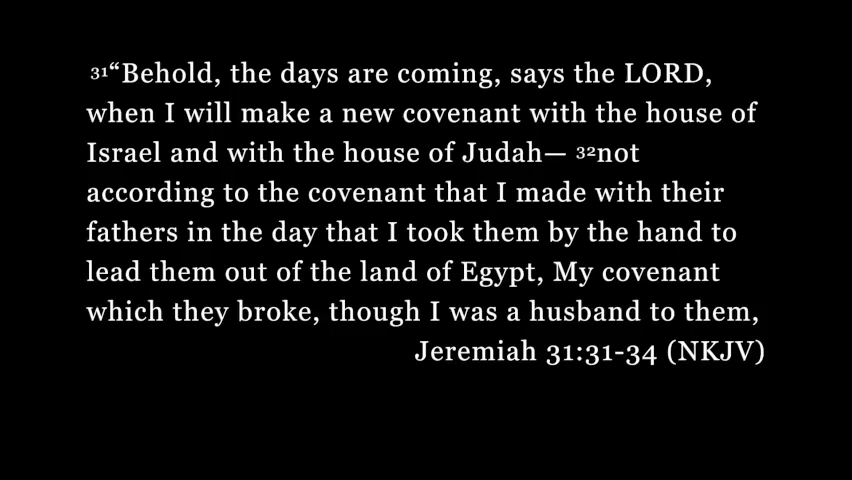 31“Behold, the days are coming, says the LORD,
when I will make a new covenant with the house of
Israel and with the house of Judah— 32not
according to the covenant that I made with their
fathers in the day that I took them by the hand to
lead them out of the land of Egypt, My covenant
which they broke, though I was a husband to them,
Jeremiah 31:31-34 (NKJV)